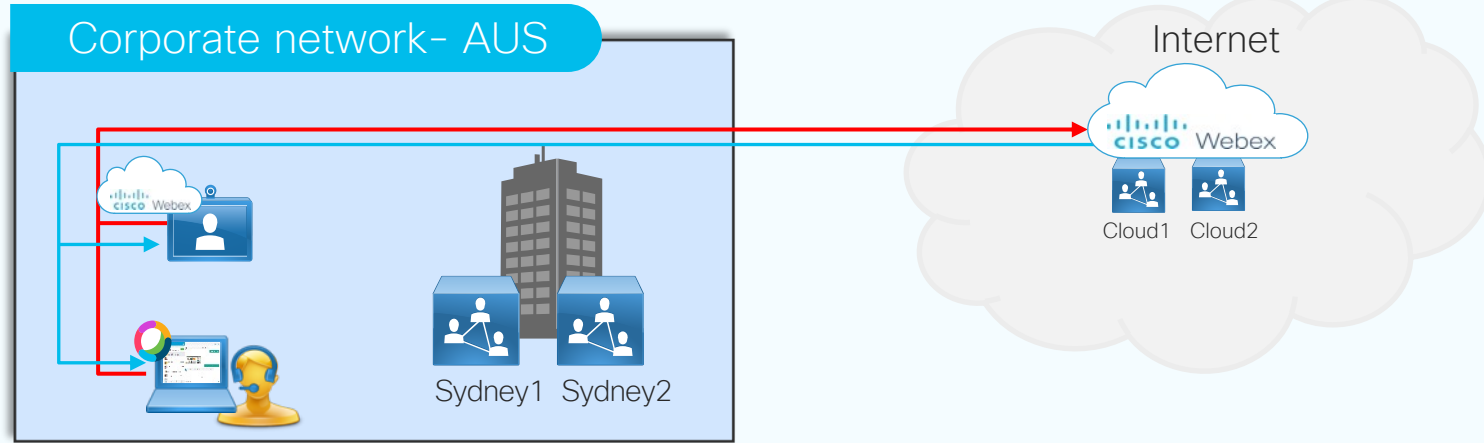 Corporate network- AUS
Internet
CISCO Webex
CISCO Webex
Cloud1 Cloud2
Sydney1 Sydney2